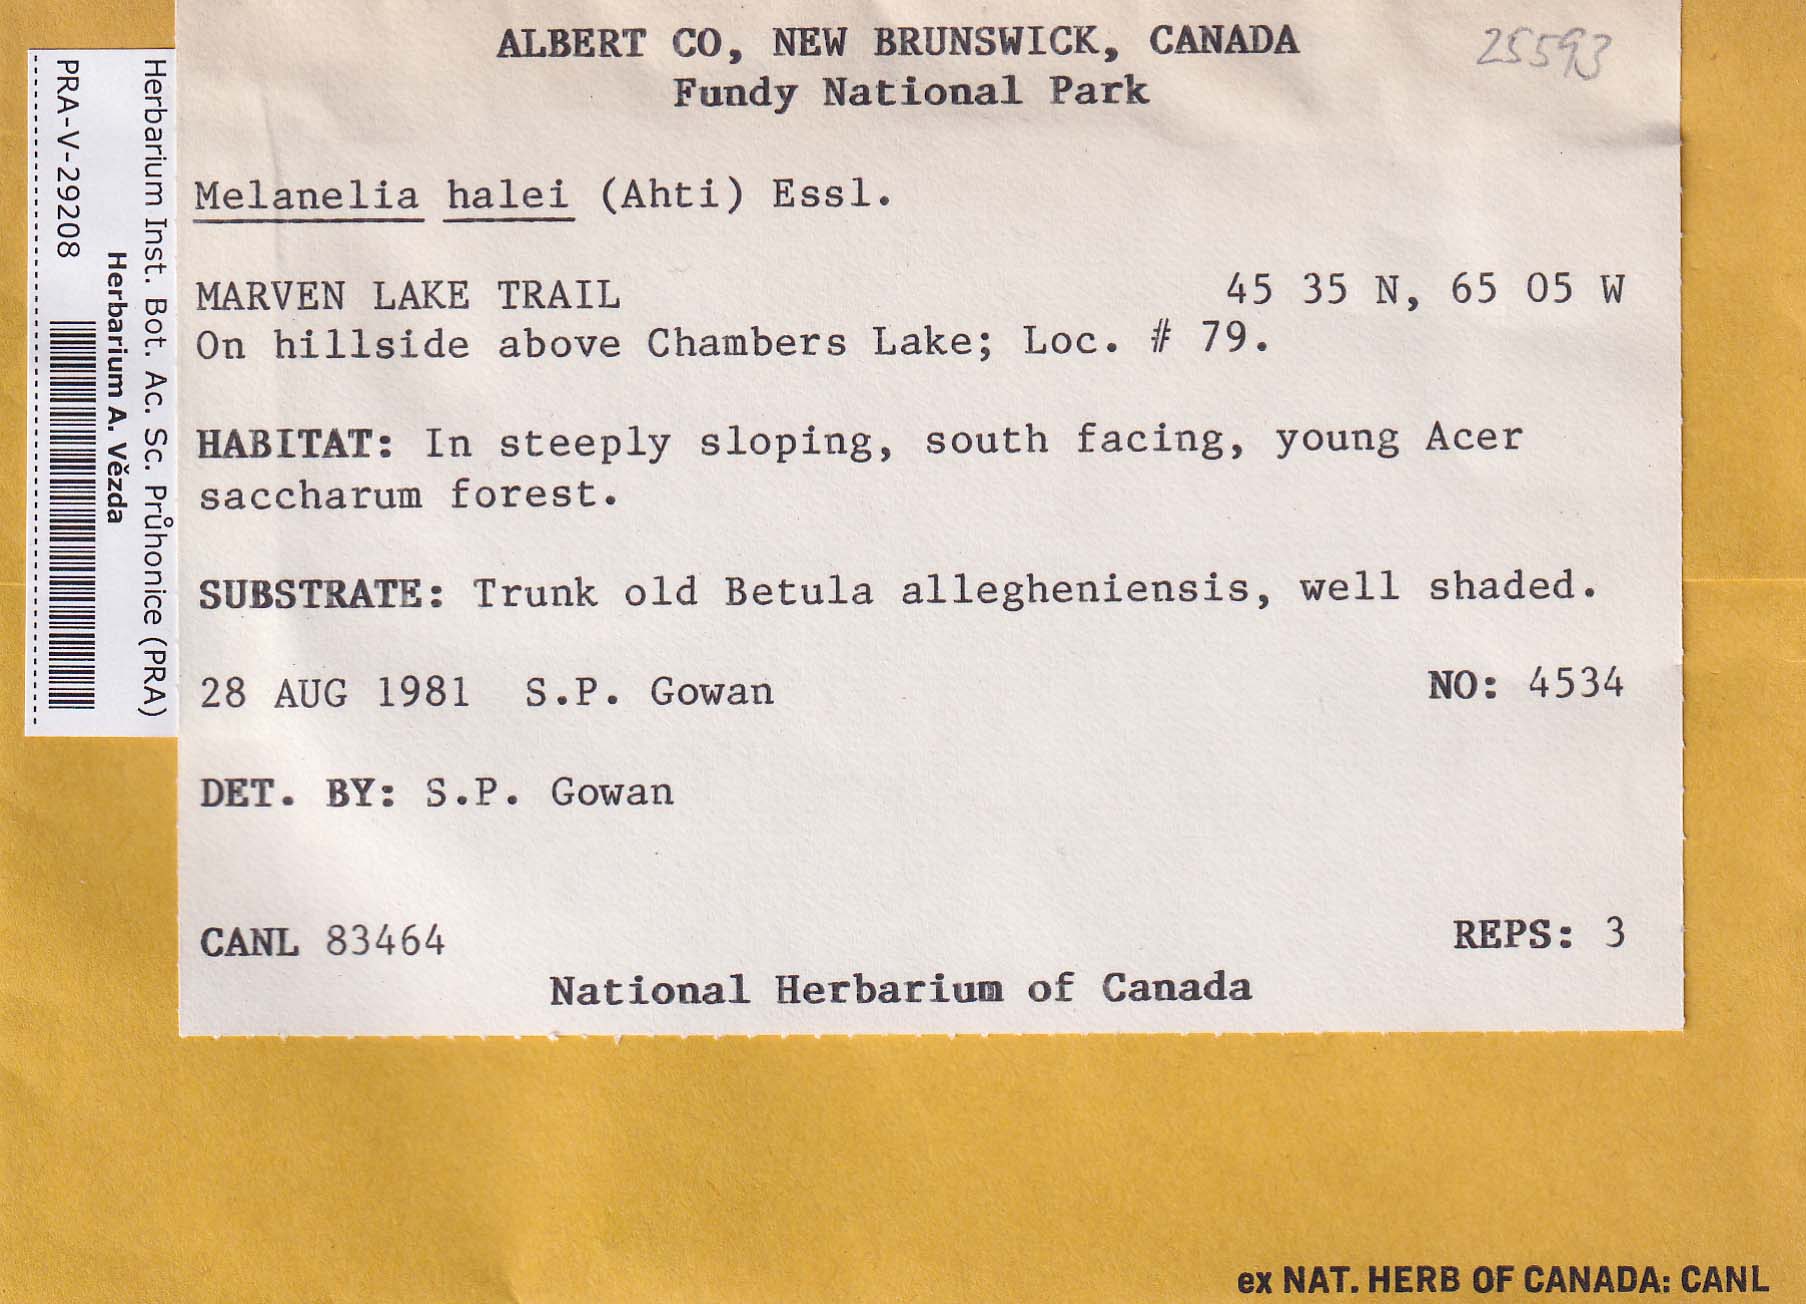 ALBERT CO, NEW BRUNSWICK, CANADA
25593
Fundy National Park
Melanelia halei (Ahti) Essl.
MARVEN LAKE TRAIL 45 35 N, 65 05 W
On hillside above Chambers Lake; Loc. # 79.
HABITAT: In steeply sloping, south facing, young Acer
saccharum forest.
SUBSTRATE: Trunk old Betula allegheniensis, well shaded.
28 AUG 1981 S.P. Gowan NO: 4534
DET. BY: S.P. Gowan
CANL 83464 REPS: 3
National Herbarium of Canada
Herbarium Inst. Bot. Ac. Sc. Průhonice (PRA)
Herbarium A. Vězda
PRA-V-29208
ex NAT. HERB OF CANADA: CANL